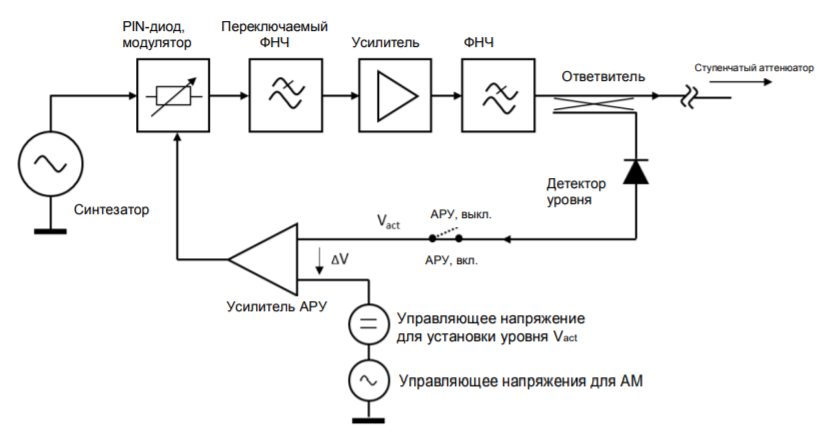 PIN-диод,
модулятор
Переключаемый
ФНЧ
Усилитель
ФНЧ
Ответвитель
Ступенчатый аттенюатор
Синтезатор
Детектор
уровня
Vact
АРУ, выкл.
АРУ, вкл.
ΔV
Усилитель АРУ
Управляющее напряжение
для установки уровня Vact
Управляющее напряжения для АМ